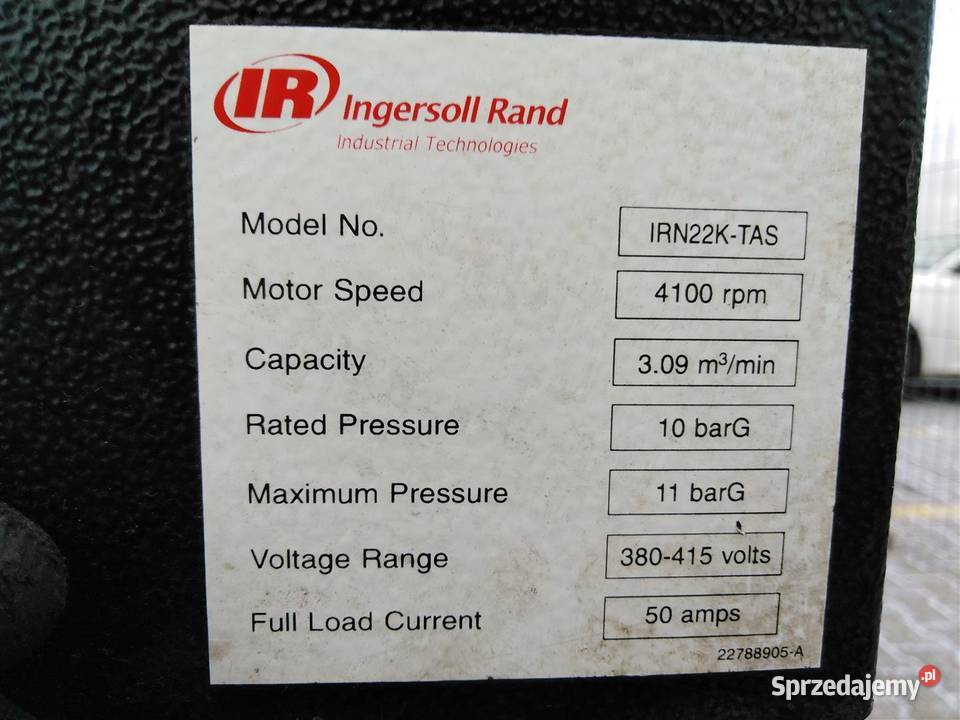 IR Ingersoll Rand
Industrial Technologies
Model No. IRN22K-TAS
Motor Speed 4100 rpm
Capacity 3.09 m³/min
Rated Pressure 10 barG
Maximum Pressure 11 barG
Voltage Range 380-415 volts
Full Load Current 50 amps
22788905-A
Sprzedajemy.pl